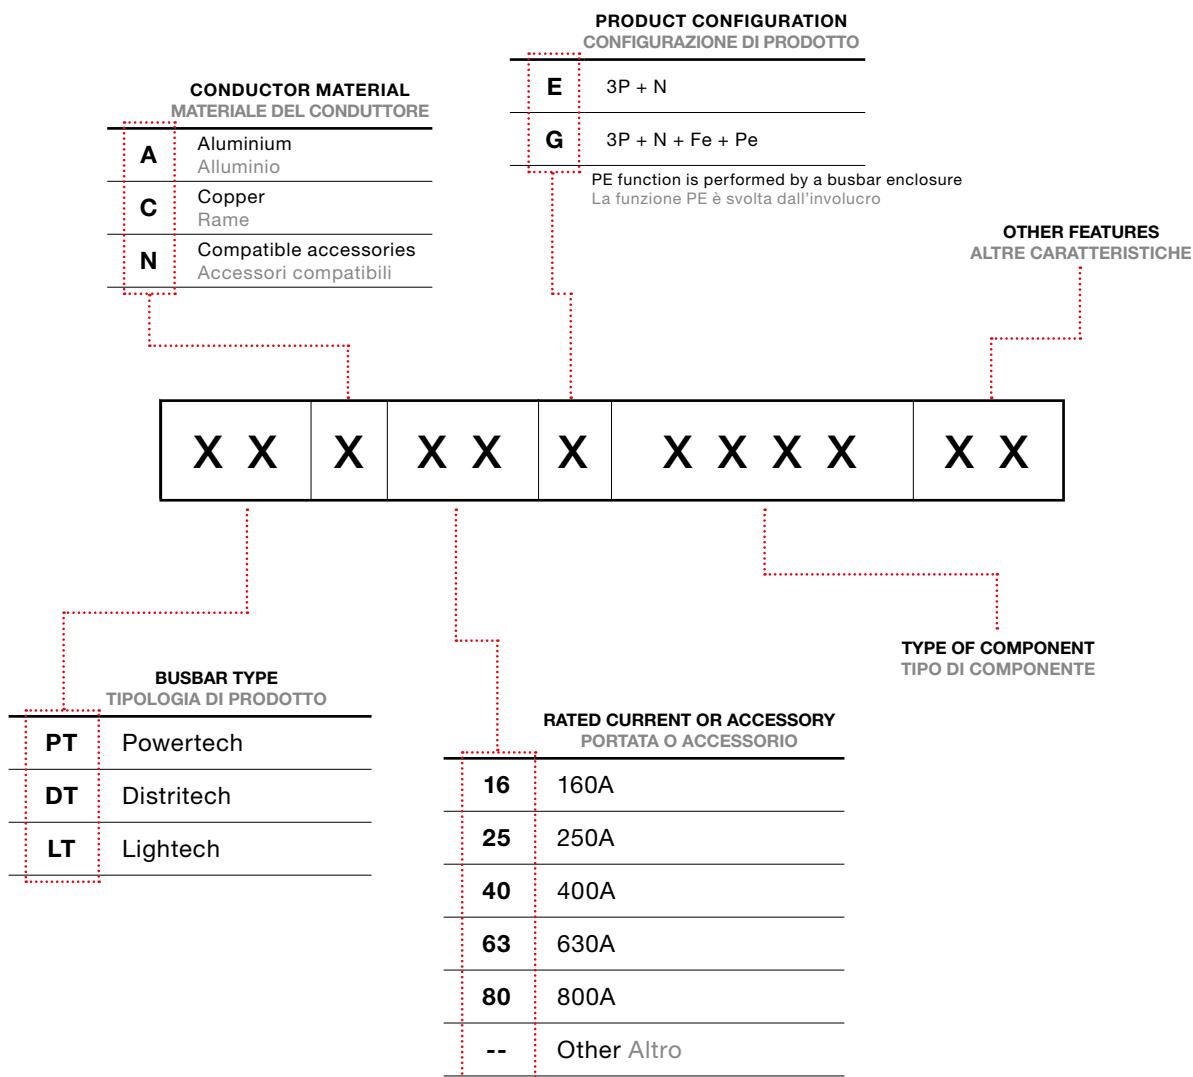 PRODUCT CONFIGURATION
CONFIGURAZIONE DI PRODOTTO
E 3P + N
G 3P + N + Fe + Pe
PE function is performed by a busbar enclosure
La funzione PE è svolta dall'involucro
CONDUCTOR MATERIAL
MATERIALE DEL CONDUTTORE
A Aluminium
Alluminio
C Copper
Rame
N Compatible accessories
Accessori compatibili
OTHER FEATURES
ALTRE CARATTERISTICHE
X X X X X X X X X X X X
TYPE OF COMPONENT
TIPO DI COMPONENTE
BUSBAR TYPE
TIPOLOGIA DI PRODOTTO
PT Powertech
DT Distritech
LT Lightech
RATED CURRENT OR ACCESSORY
PORTATA O ACCESSORIO
16 160A
25 250A
40 400A
63 630A
80 800A
-- Other Altro